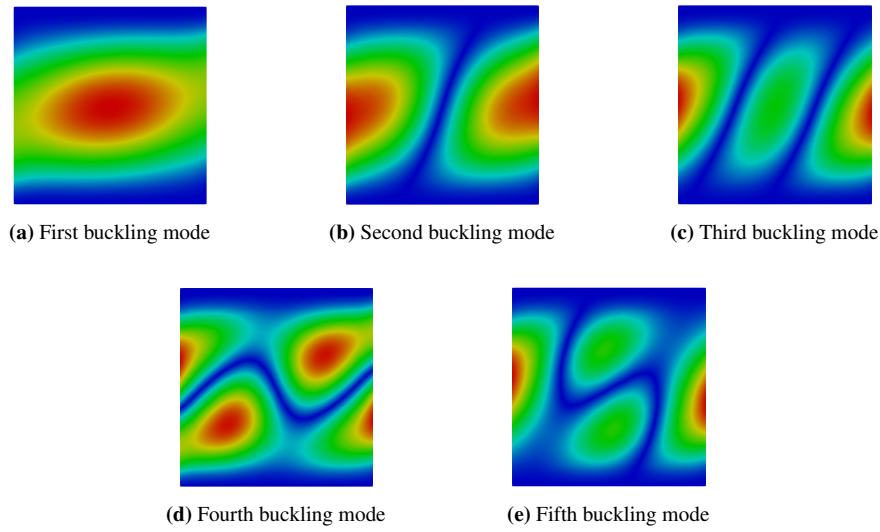 (a) First buckling mode
(b) Second buckling mode
(c) Third buckling mode
(d) Fourth buckling mode
(e) Fifth buckling mode